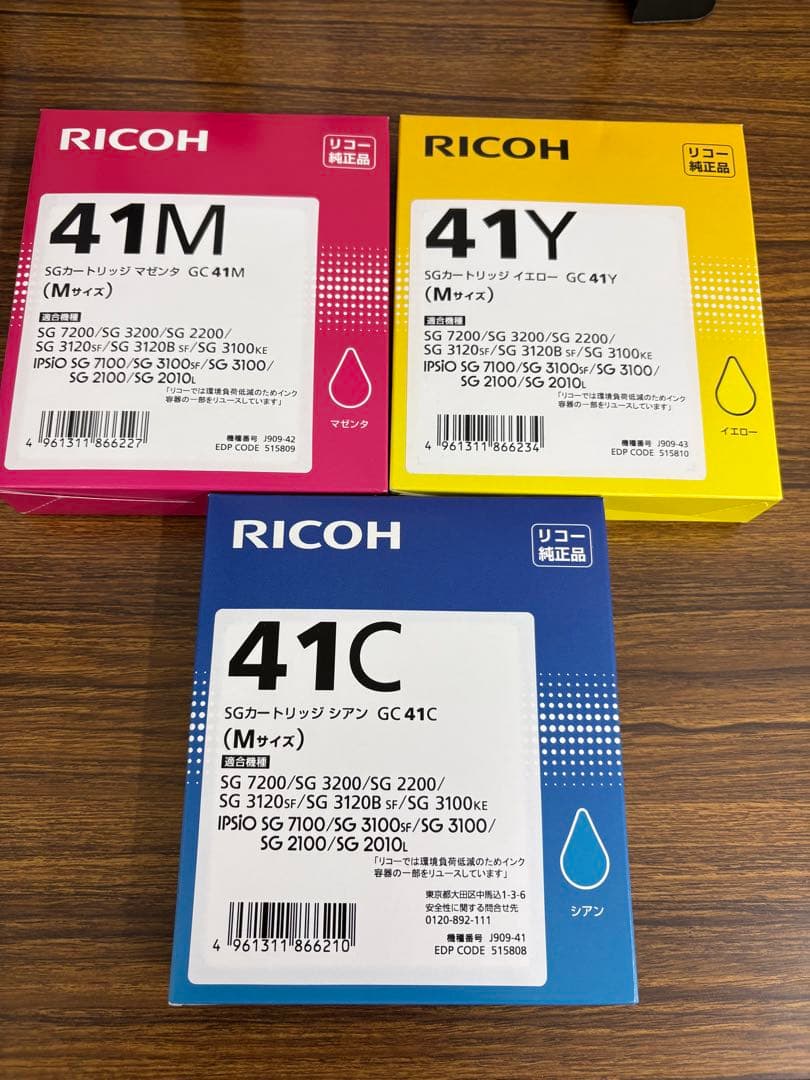 RICOH
リコー
純正品
41M
SGカートリッジ マゼンタ GC 41M
(Mサイズ)
適合機種
SG 7200/SG 3200/SG 2200/
SG 3120SF/SG 3120B SF/SG 3100KE
IPSiO SG 7100/SG 3100SF/SG 3100/
SG 2100/SG 2010L
「リコーでは環境負荷低減のためインク
容器の一部をリユースしています」
マゼンタ
4 961311 866227
機種番号 J909-42
EDP CODE 515809
RICOH
リコー
純正品
41Y
SGカートリッジ イエロー GC 41Y
(Mサイズ)
適合機種
SG 7200/SG 3200/SG 2200/
SG 3120SF/SG 3120B SF/SG 3100KE
IPSiO SG 7100/SG 3100SF/SG 3100/
SG 2100/SG 2010L
「リコーでは環境負荷低減のためインク
容器の一部をリユースしています」
イエロー
4 961311 866234
機種番号 J909-43
EDP CODE 515810
RICOH
リコー
純正品
41C
SGカートリッジ シアン GC 41C
(Mサイズ)
適合機種
SG 7200/SG 3200/SG 2200/
SG 3120SF/SG 3120B SF/SG 3100KE
IPSiO SG 7100/SG 3100SF/SG 3100/
SG 2100/SG 2010L
「リコーでは環境負荷低減のためインク
容器の一部をリユースしています」
東京都大田区中馬込1-3-6
安全性に関する問合せ先
0120-892-111
シアン
4 961311 866210
機種番号 J909-41
EDP CODE 515808